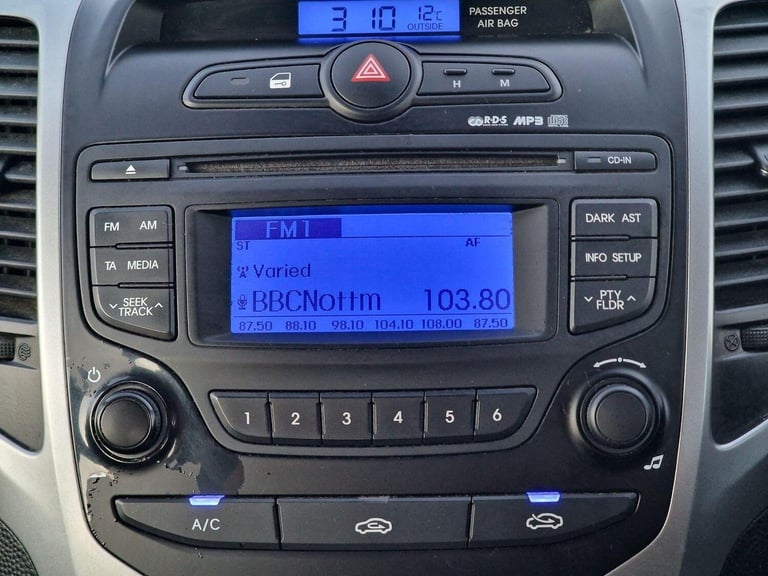 3 10 12°C OUTSIDE
PASSENGER
AIR BAG
H M
R·D·S MP3
CD-IN
FM AM
FM 1
DARK AST
ST AF
TA MEDIA
Varied
INFO SETUP
SEEK
TRACK
BBCNottm 103.80
PTY
FLDR
87.50 88.10 98.10 104.10 108.00 87.50
1 2 3 4 5 6
A/C